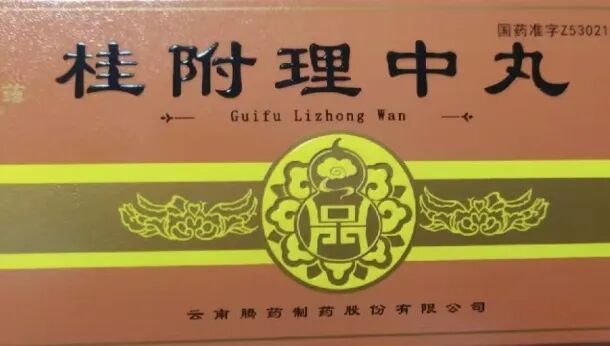 国药准字Z53021
桂附理中丸
Guifu Lizhong Wan
云南腾药制药股份有限公司